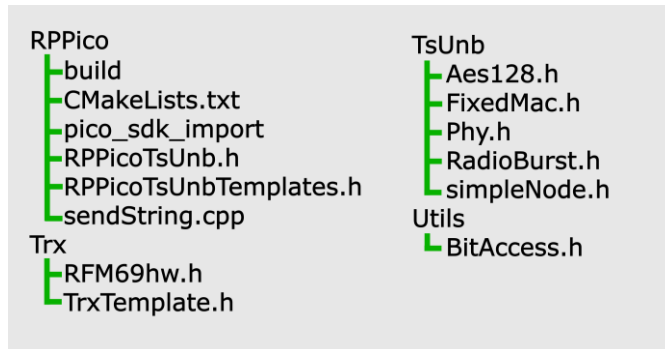 RPPico
build
CMakeLists.txt
pico_sdk_import
RPPicoTsUnb.h
RPPicoTsUnbTemplates.h
sendString.cpp
Trx
RFM69hw.h
TrxTemplate.h
TsUnb
Aes128.h
FixedMac.h
Phy.h
RadioBurst.h
simpleNode.h
Utils
BitAccess.h